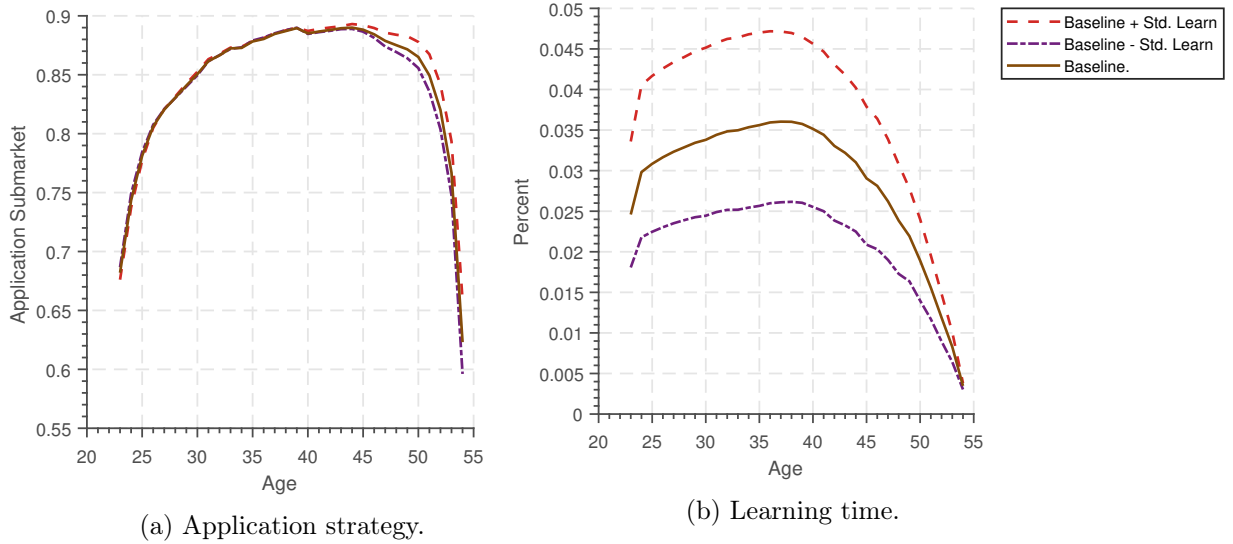 0.9
0.85
0.8
0.75
0.7
0.65
0.6
0.55
Application Submarket
20 25 30 35 40 45 50 55
Age
(a) Application strategy.
0.05
0.045
0.04
0.035
0.03
0.025
0.02
0.015
0.01
0.005
0
Percent
20 25 30 35 40 45 50 55
Age
(b) Learning time.
Baseline + Std. Learn
Baseline - Std. Learn
Baseline.